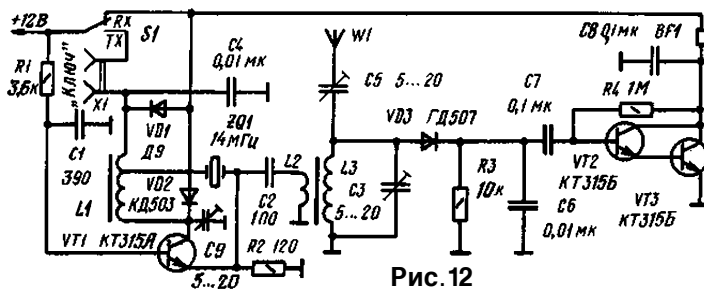 +12В
RX
TX
S1
R1
3,6к
„Ключ"
X1
C1
390
L1
VD1
Д9
VD2
КД503
VT1 КТ315А
C4
0,01 мк
ZQ1
14МГц
C2
100
C9
5...20
R2 120
L2
L3
W1
C5 5...20
C3
5...20
VD3 ГД507
R3
10к
C7
0,1 мк
C6
0,01 мк
R4 1М
VT2
КТ315Б
VT3
КТ315Б
C8 0,1 мк
BF1
Рис. 12